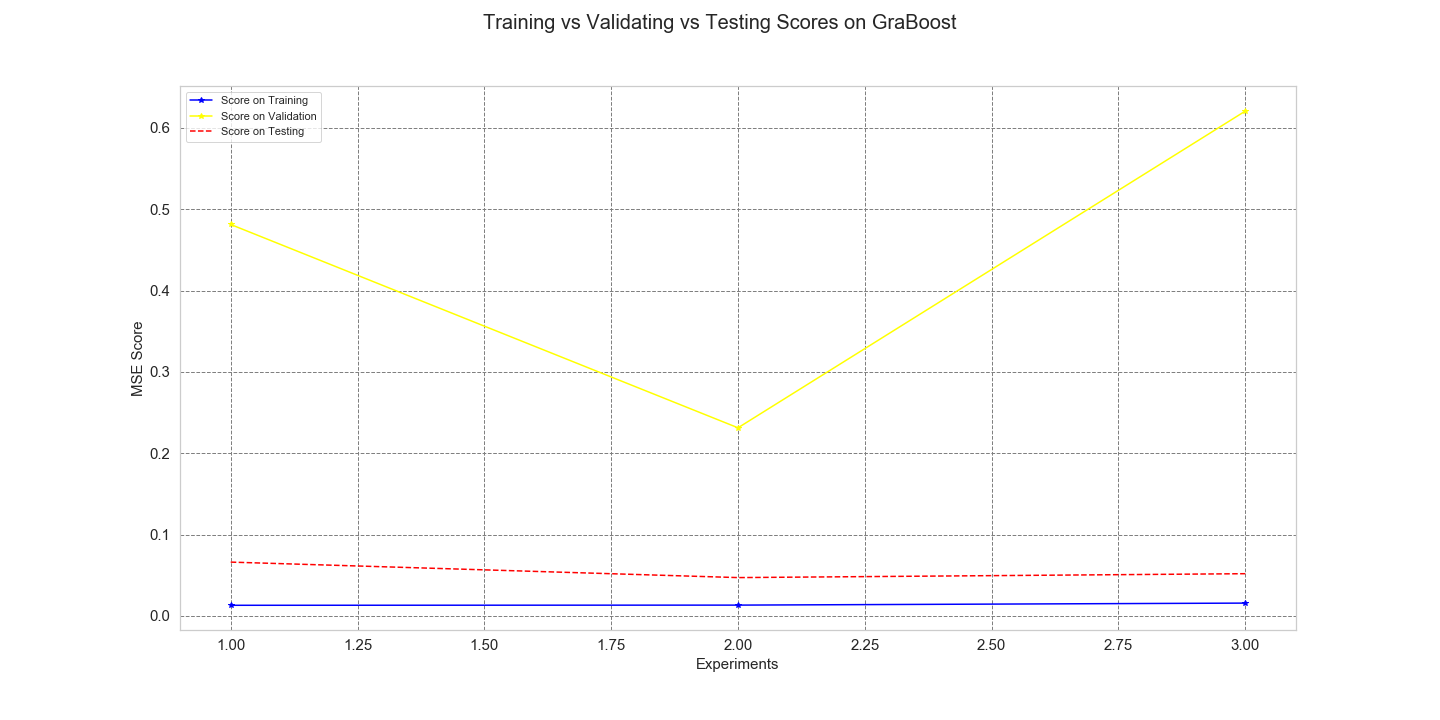 Training vs Validating vs Testing Scores on GraBoost
Score on Training
Score on Validation
Score on Testing
0.6
0.5
0.4
0.3
0.2
0.1
0.0
MSE Score
1.00 1.25 1.50 1.75 2.00 2.25 2.50 2.75 3.00
Experiments